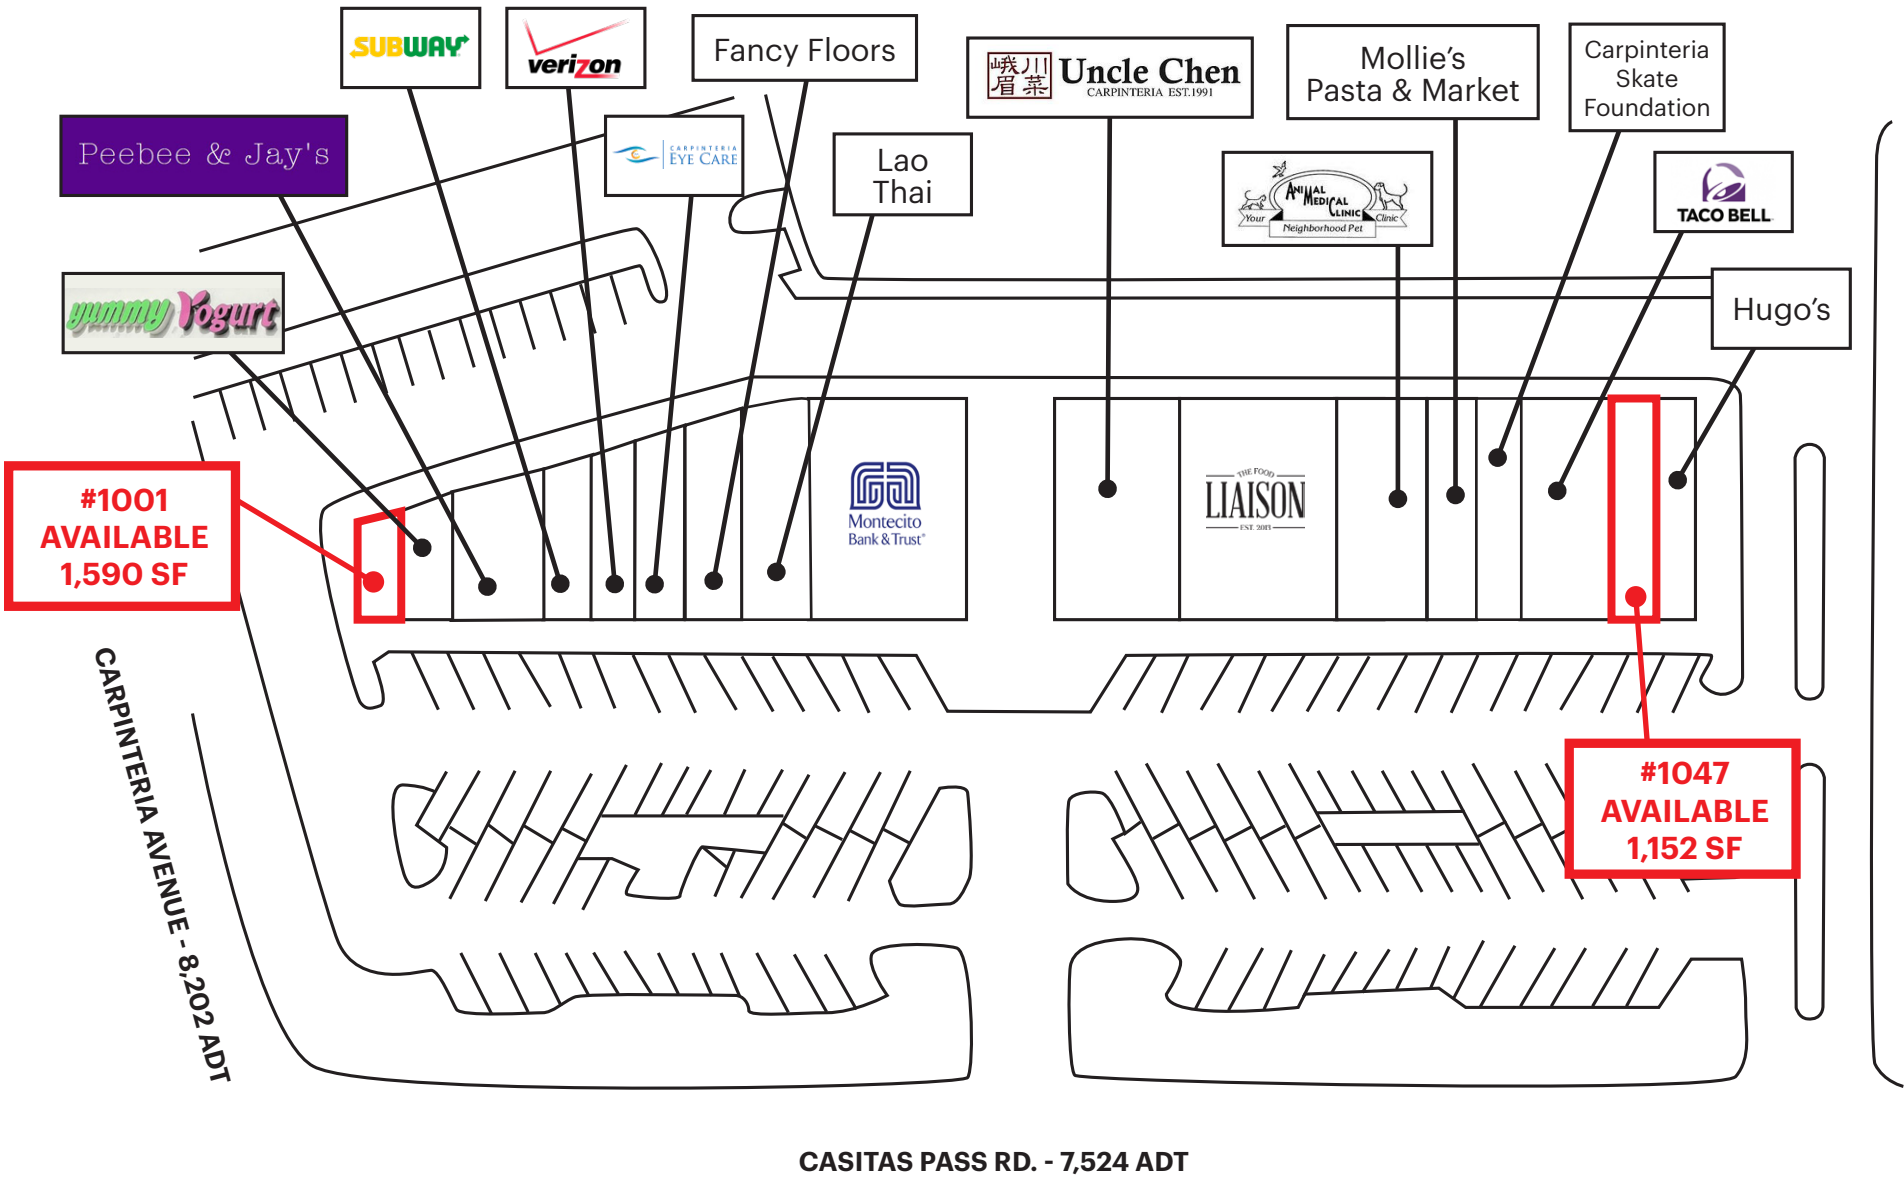 SUBWAY
verizon
Fancy Floors
峨川
眉菜
Uncle Chen
CARPINTERIA EST.1991
Mollie's
Pasta & Market
Carpinteria
Skate
Foundation
Peebee & Jay's
CARPINTERIA
EYE CARE
Lao
Thai
ANIMAL
MEDICAL
CLINIC
Your
Clinic
Neighborhood Pet
TACO BELL
yummy Yogurt
Hugo's
#1001
AVAILABLE
1,590 SF
Montecito
Bank & Trust
THE FOOD
LIAISON
EST. 2013
#1047
AVAILABLE
1,152 SF
CARPINTERIA AVENUE - 8,202 ADT
CASITAS PASS RD. - 7,524 ADT